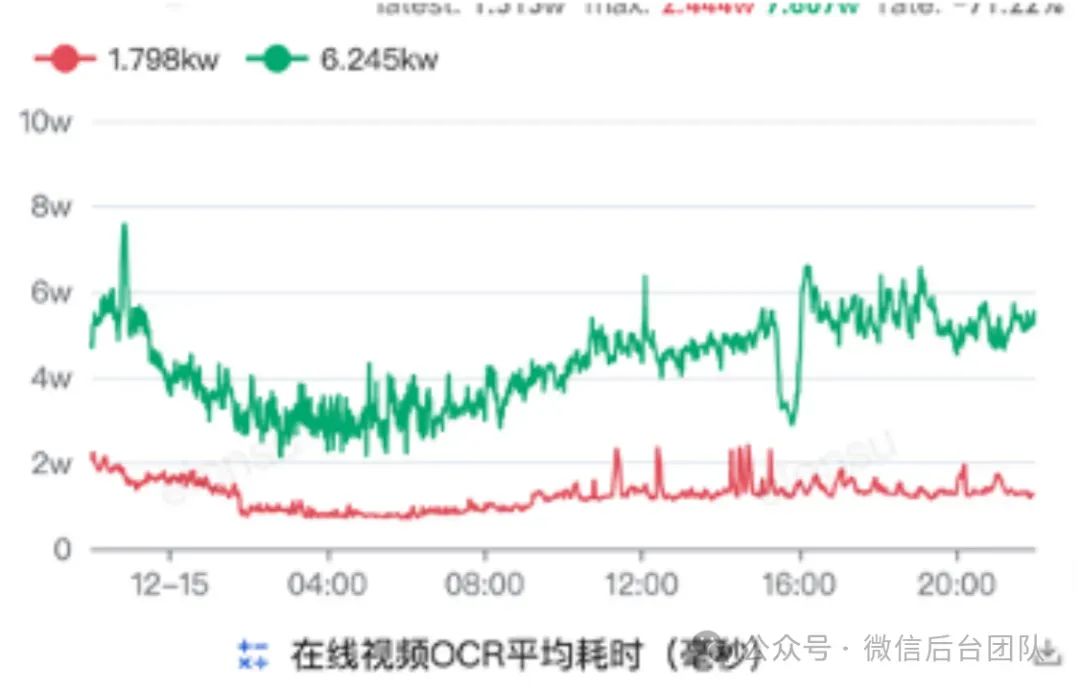 latest: 1.513w max: 2.444w 7.607w rate: -71.22%
1.798kw 6.245kw
10w
8w
6w
4w
2w
0
12-15 04:00 08:00 12:00 16:00 20:00
在线视频OCR平均耗时（毫秒）
公众号 · 微信后台团队